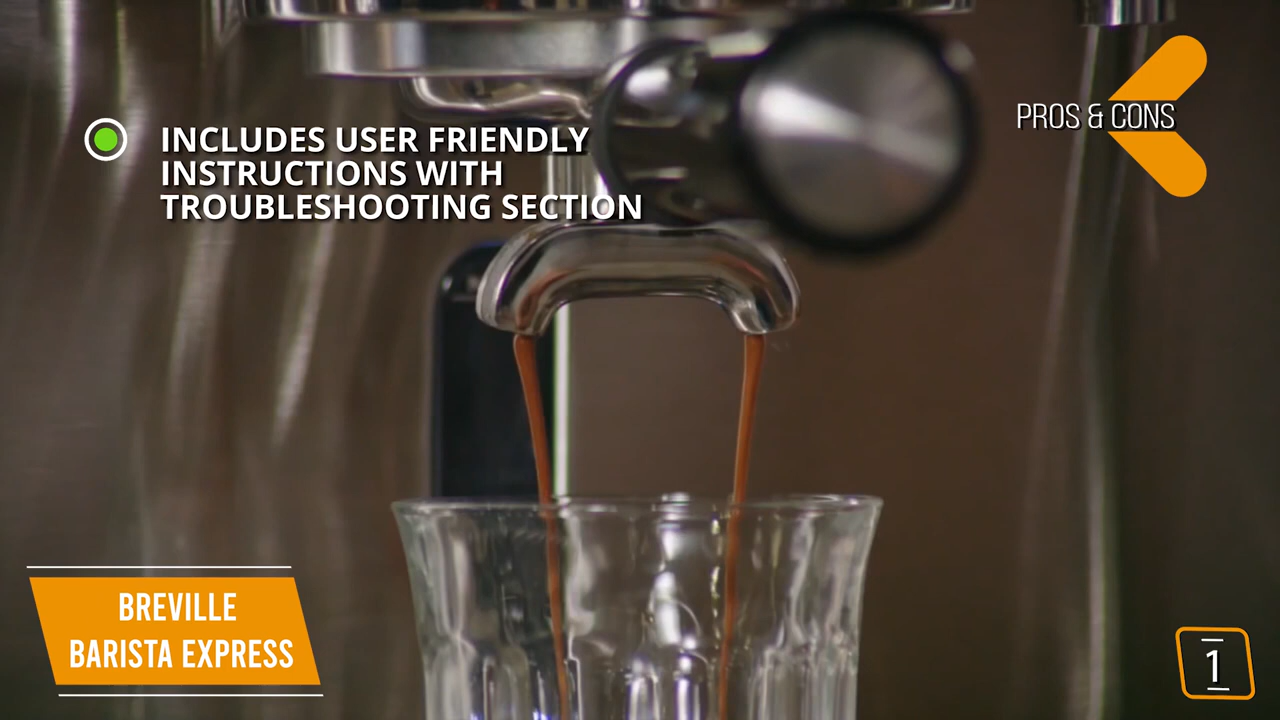 INCLUDES USER FRIENDLY
INSTRUCTIONS WITH
TROUBLESHOOTING SECTION
PROS & CONS
BREVILLE
BARISTA EXPRESS
1